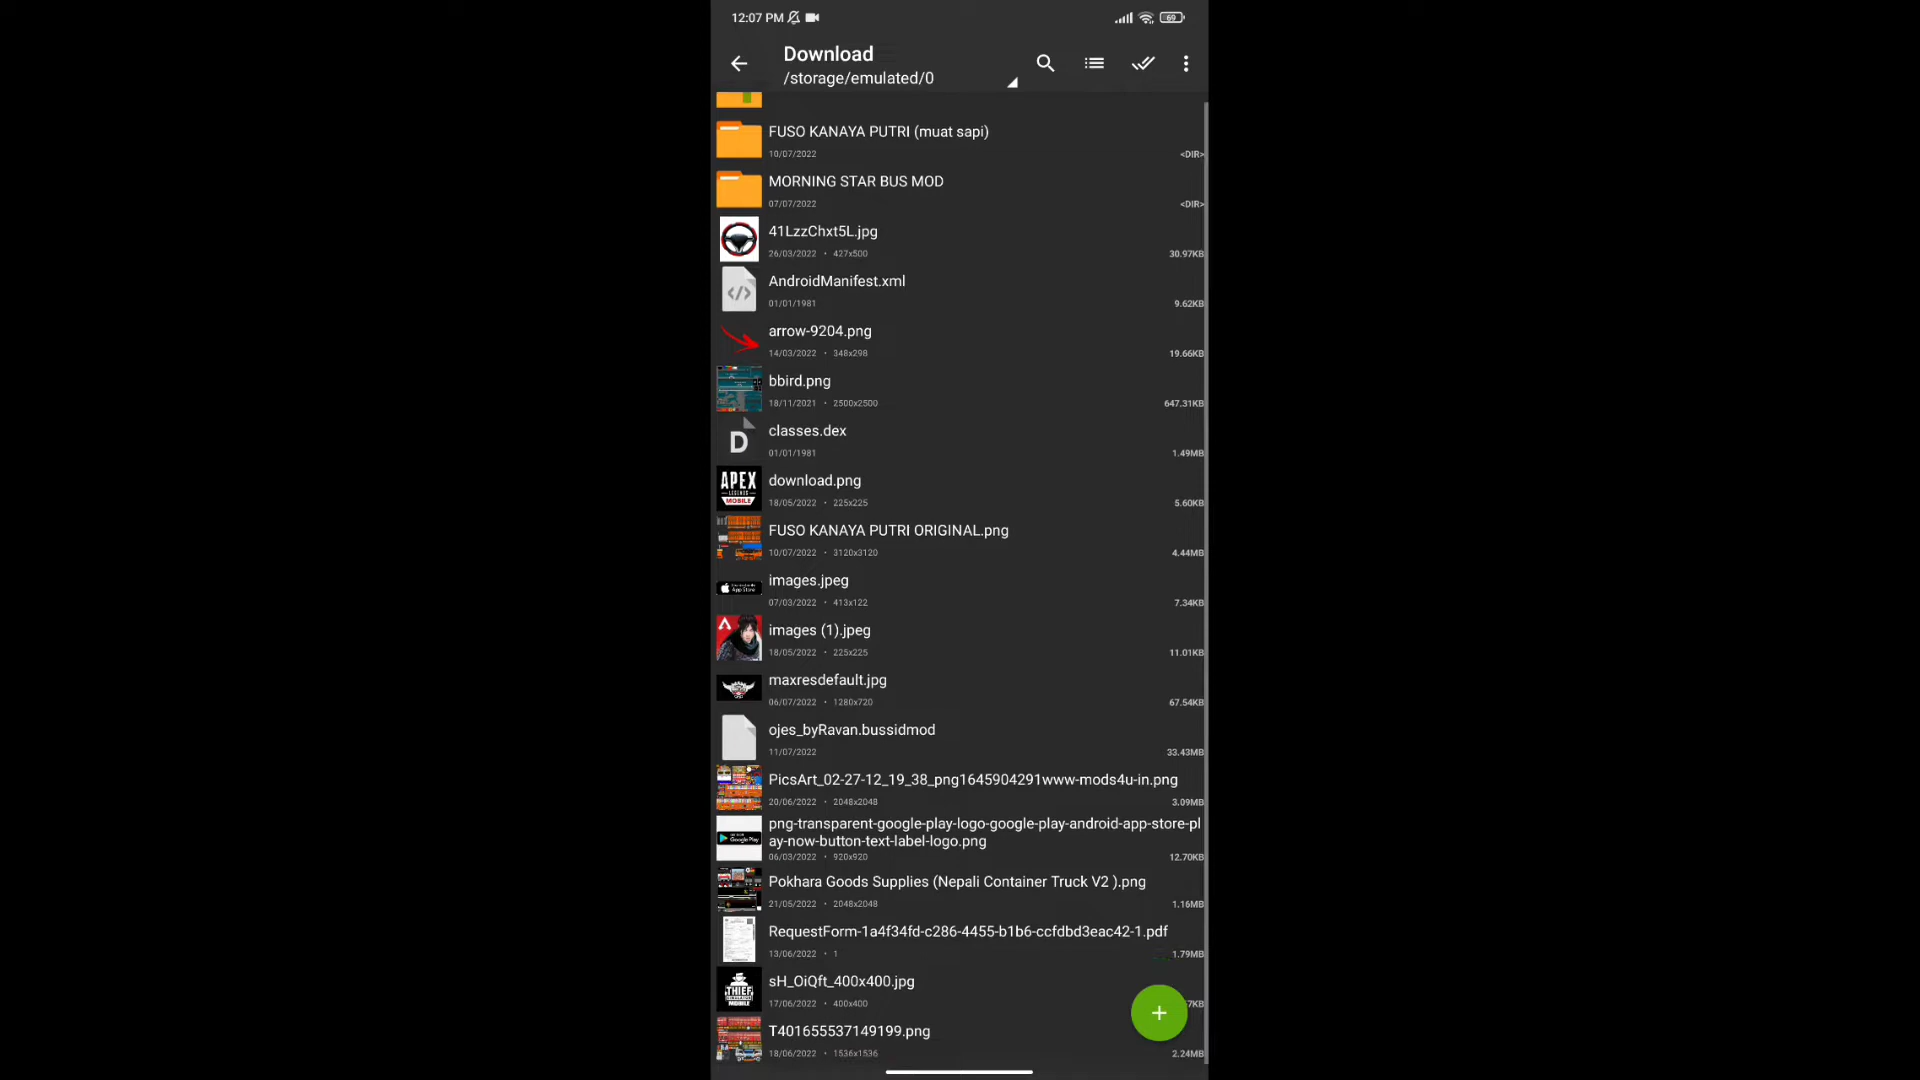 12:07 PM
69
Download
/storage/emulated/0
FUSO KANAYA PUTRI (muat sapi)
10/07/2022 <DIR>
MORNING STAR BUS MOD
07/07/2022 <DIR>
41LzzChxt5L.jpg
26/03/2022 • 427x500 30.97KB
AndroidManifest.xml
01/01/1981 9.62KB
arrow-9204.png
14/03/2022 • 348x298 19.66KB
bbird.png
18/11/2021 • 2500x2500 647.31KB
classes.dex
D
01/01/1981 1.49MB
APEX
LEGENDS
MOBILE
download.png
18/05/2022 • 225x225 5.60KB
FUSO KANAYA PUTRI ORIGINAL.png
10/07/2022 • 3120x3120 4.44MB
images.jpeg
App Store
07/03/2022 • 413x122 7.34KB
images (1).jpeg
18/05/2022 • 225x225 11.01KB
maxresdefault.jpg
06/07/2022 • 1280x720 67.54KB
ojes_byRavan.bussidmod
11/07/2022 33.43MB
PicsArt_02-27-12_19_38_png1645904291www-mods4u-in.png
20/06/2022 • 2048x2048 3.09MB
png-transparent-google-play-logo-google-play-android-app-store-pl
ay-now-button-text-label-logo.png
Google Play
06/03/2022 • 920x920 12.70KB
Pokhara Goods Supplies (Nepali Container Truck V2 ).png
21/05/2022 • 2048x2048 1.16MB
RequestForm-1a4f34fd-c286-4455-b1b6-ccfdbd3eac42-1.pdf
13/06/2022 • 1 1.79MB
sH_OiQft_400x400.jpg
THIEF
17/06/2022 • 400x400 7KB
T401655537149199.png
18/06/2022 • 1536x1536 2.24MB